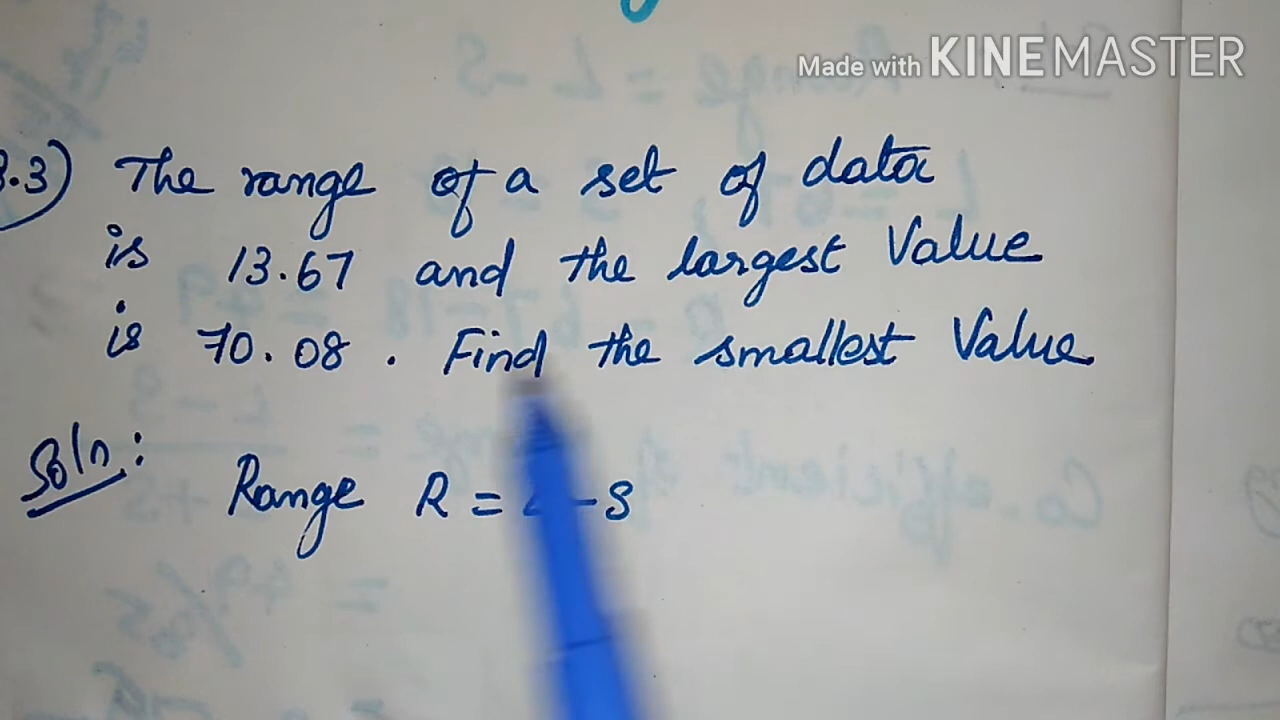 Made with KINEMASTER
8.3) The range of a set of data
is 13.67 and the largest Value
is 70.08. Find the smallest Value.
Soln: Range R = L-S